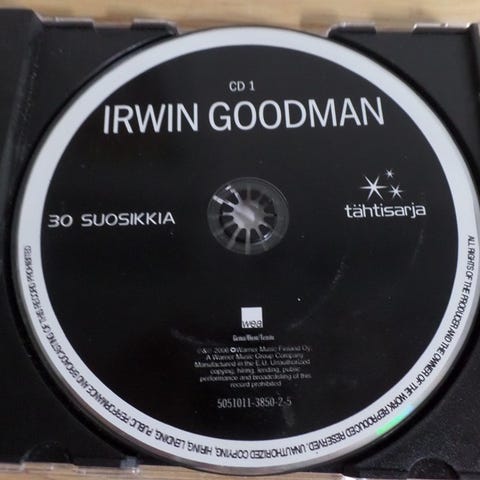 CD 1
IRWIN GOODMAN
30 SUOSIKKIA
tähtisarja
wea
Gema/Biem/Teosto
℗&© 2006 Warner Music Finland Oy.
A Warner Music Group Company
Manufactured in the E.U. Unauthorized
copying, hiring, lending, public
performance and broadcasting of this
record prohibited
5051011-3850-2-5
ALL RIGHTS OF THE PRODUCER AND THE OWNER OF THE WORK REPRODUCED RESERVED. UNAUTHORIZED COPYING, HIRING, LENDING, PUBLIC PERFORMANCE AND BROADCASTING OF THIS RECORD PROHIBITED